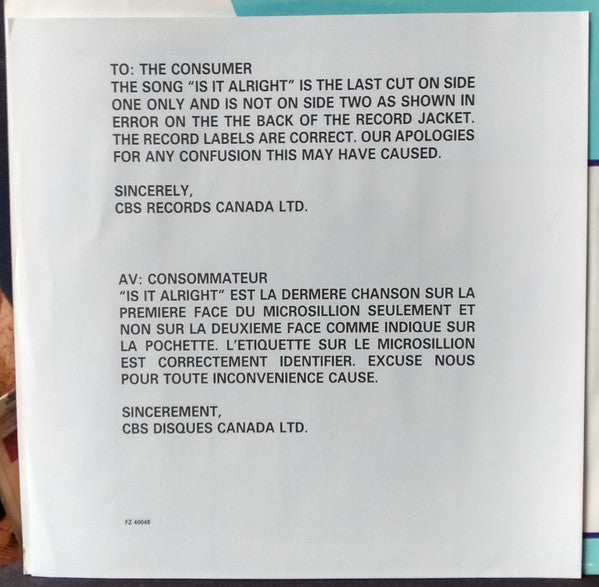 TO: THE CONSUMER
THE SONG “IS IT ALRIGHT” IS THE LAST CUT ON SIDE
ONE ONLY AND IS NOT ON SIDE TWO AS SHOWN IN
ERROR ON THE THE BACK OF THE RECORD JACKET.
THE RECORD LABELS ARE CORRECT. OUR APOLOGIES
FOR ANY CONFUSION THIS MAY HAVE CAUSED.
SINCERELY,
CBS RECORDS CANADA LTD.
AV: CONSOMMATEUR
“IS IT ALRIGHT” EST LA DERMERE CHANSON SUR LA
PREMIERE FACE DU MICROSILLION SEULEMENT ET
NON SUR LA DEUXIEME FACE COMME INDIQUE SUR
LA POCHETTE. L’ETIQUETTE SUR LE MICROSILLION
EST CORRECTEMENT IDENTIFIER. EXCUSE NOUS
POUR TOUTE INCONVENIENCE CAUSE.
SINCEREMENT,
CBS DISQUES CANADA LTD.
FZ 40648